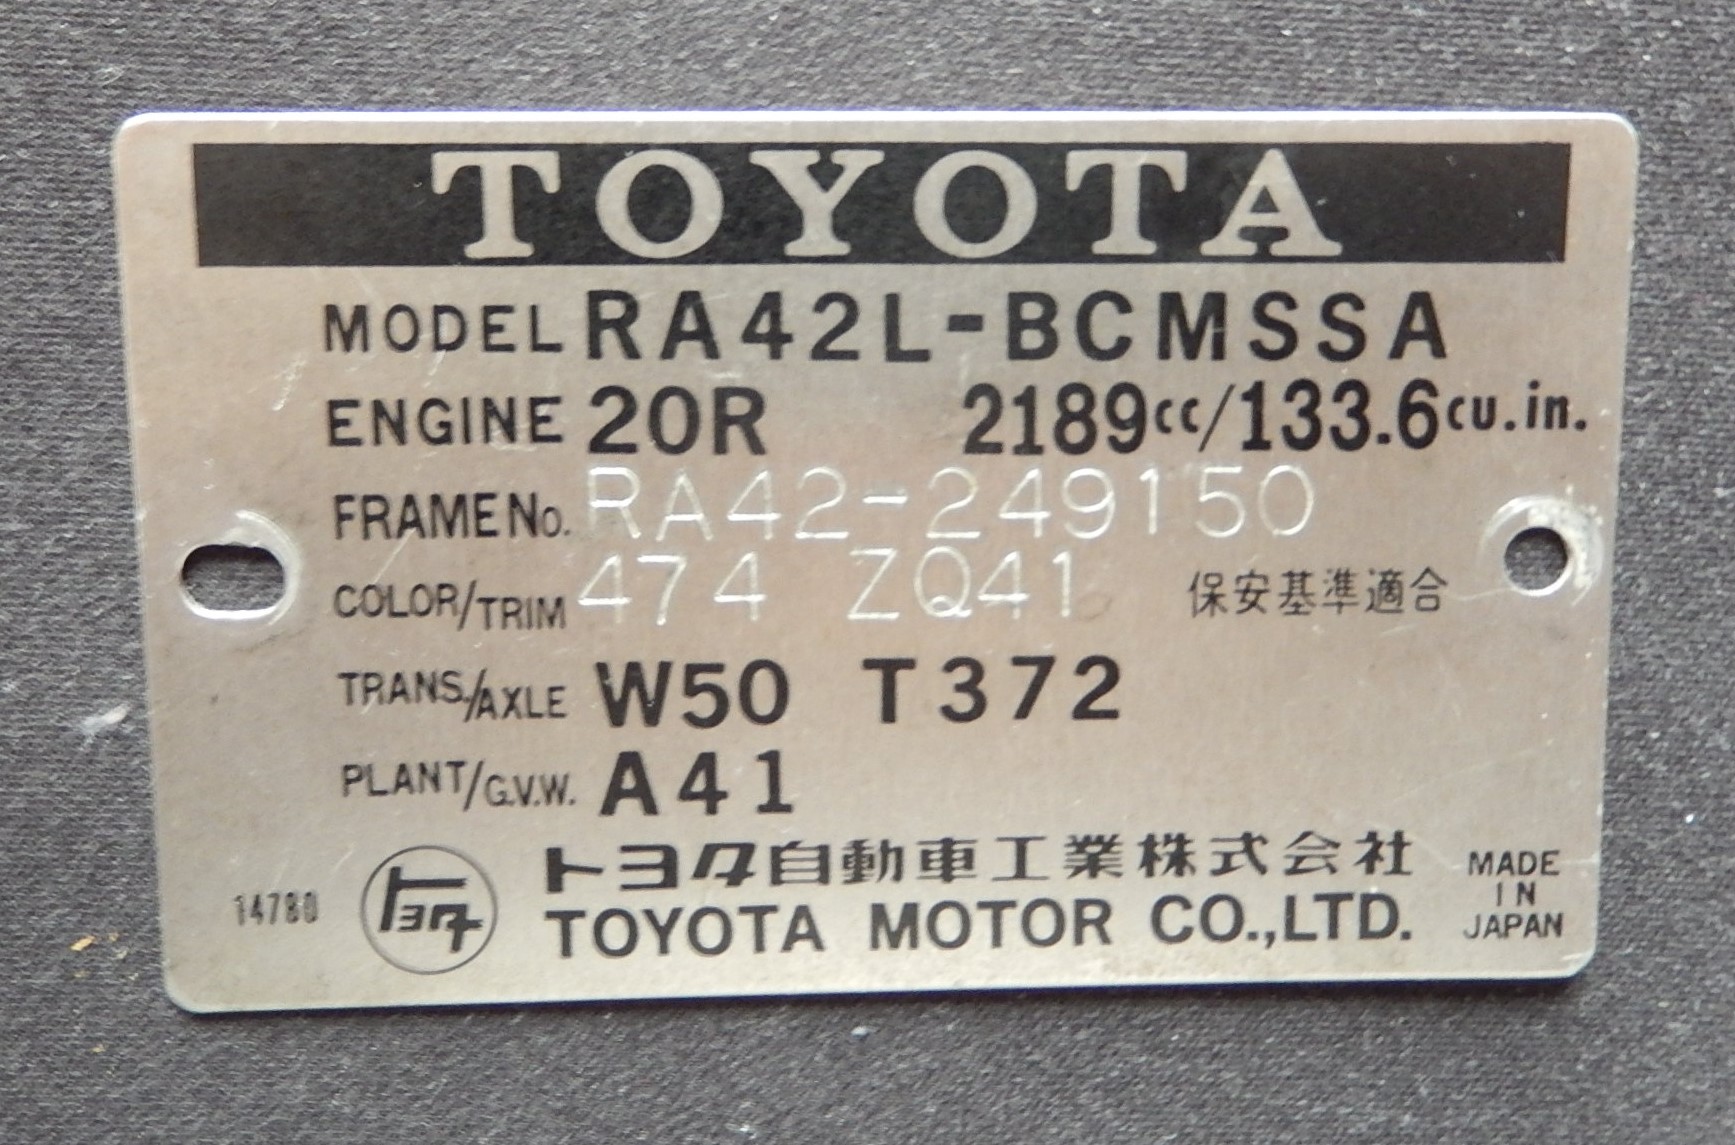 TOYOTA
MODEL RA42L-BCMSSA
ENGINE 20R 2189cc/133.6cu.in.
FRAME No. RA42-249150
COLOR/TRIM 474 ZQ41 保安基準適合
TRANS./AXLE W50 T372
PLANT/G.V.W. A41
トヨタ自動車工業株式会社
14780 トヨタ TOYOTA MOTOR CO.,LTD.
MADE IN JAPAN